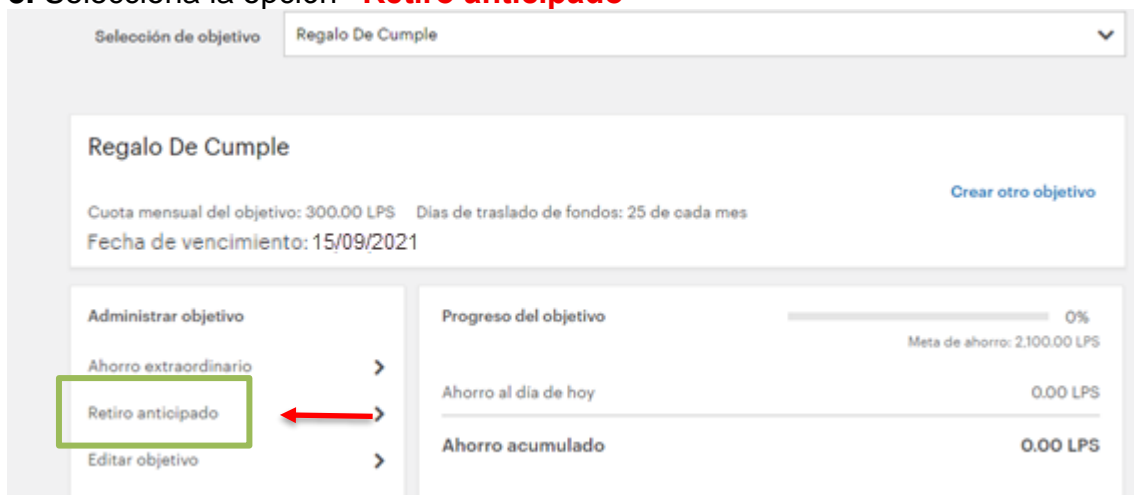 Selecciona la opción "Retiro anticipado"
Selección de objetivo Regalo De Cumple
Regalo De Cumple
Crear otro objetivo
Cuota mensual del objetivo: 300.00 LPS Días de traslado de fondos: 25 de cada mes
Fecha de vencimiento: 15/09/2021
Administrar objetivo
Ahorro extraordinario
Retiro anticipado
Editar objetivo
Progreso del objetivo 0%
Meta de ahorro: 2,100.00 LPS
Ahorro al día de hoy 0.00 LPS
Ahorro acumulado 0.00 LPS